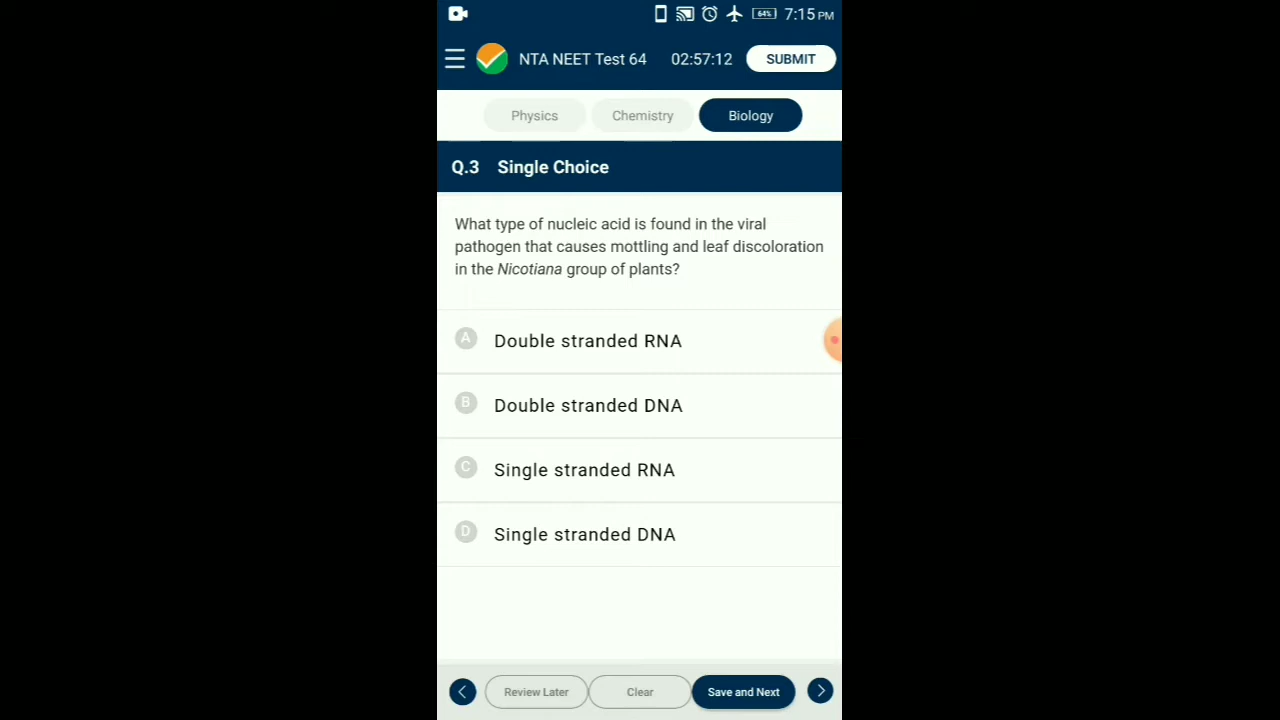 64% 7:15 PM
NTA NEET Test 64 02:57:12 SUBMIT
Physics Chemistry Biology
Q.3 Single Choice
What type of nucleic acid is found in the viral
pathogen that causes mottling and leaf discoloration
in the Nicotiana group of plants?
A Double stranded RNA
B Double stranded DNA
C Single stranded RNA
D Single stranded DNA
Review Later Clear Save and Next